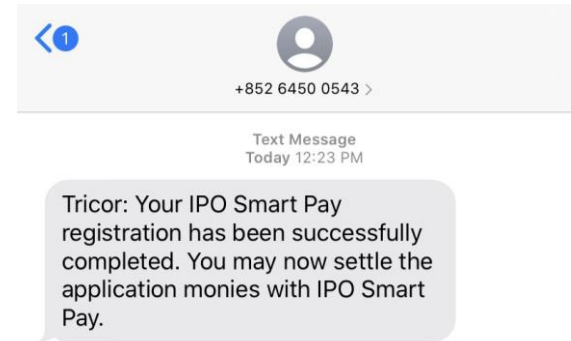 1
+852 6450 0543 >
Text Message
Today 12:23 PM
Tricor: Your IPO Smart Pay
registration has been successfully
completed. You may now settle the
application monies with IPO Smart
Pay.